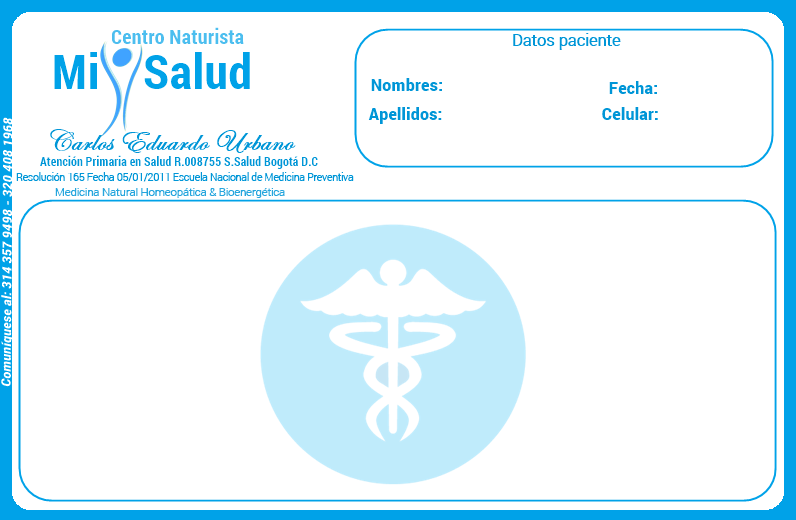 Centro Naturista
Mi Salud
Carlos Eduardo Urbano
Atención Primaria en Salud R.008755 S.Salud Bogotá D.C
Resolución 165 Fecha 05/01/2011 Escuela Nacional de Medicina Preventiva
Medicina Natural Homeopática & Bioenergética
Datos paciente
Nombres:
Fecha:
Apellidos:
Celular:
Comuníquese al: 314 357 9498 - 320 408 1968